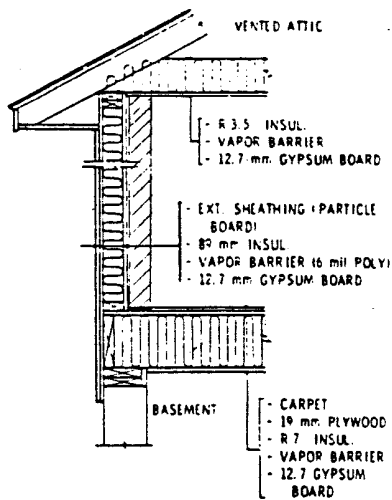 VENTED ATTIC
- R 3.5 INSUL.
- VAPOR BARRIER
- 12.7 mm GYPSUM BOARD
- EXT. SHEATHING (PARTICLE
BOARD)
- 89 mm INSUL.
- VAPOR BARRIER (6 mil POLY)
- 12.7 mm GYPSUM BOARD
BASEMENT
- CARPET
- 19 mm PLYWOOD
- R 7 INSUL.
- VAPOR BARRIER
- 12.7 GYPSUM
BOARD